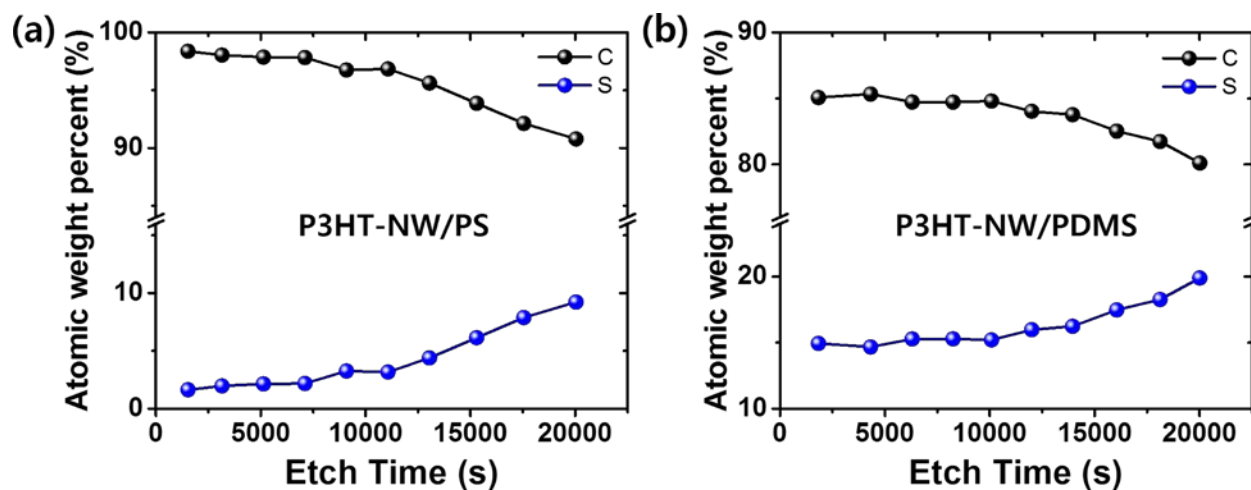 (a)
Atomic weight percent (%)
100
90
10
0
C
S
P3HT-NW/PS
0 5000 10000 15000 20000
Etch Time (s)
(b)
Atomic weight percent (%)
90
80
20
10
C
S
P3HT-NW/PDMS
0 5000 10000 15000 20000
Etch Time (s)